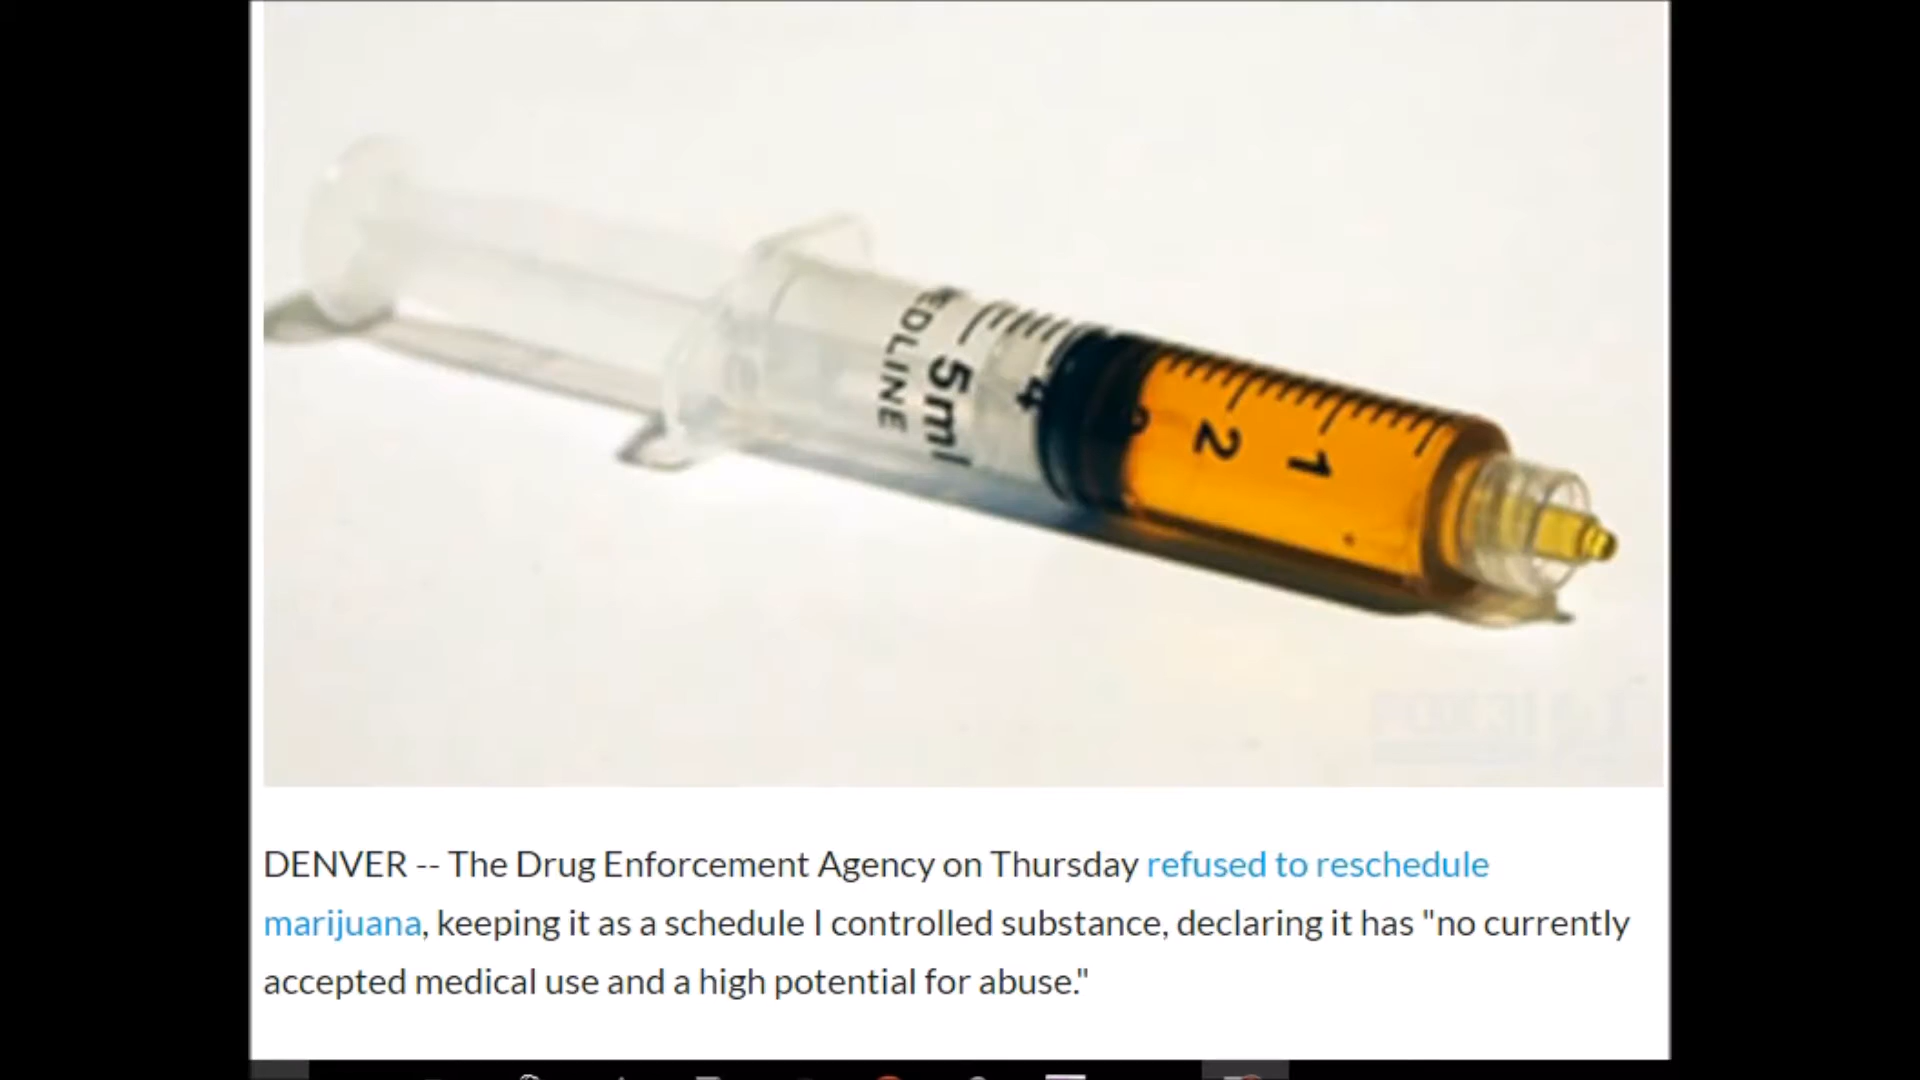 EDLINE
5ml
4
2
1
DENVER -- The Drug Enforcement Agency on Thursday refused to reschedule
marijuana, keeping it as a schedule I controlled substance, declaring it has "no currently
accepted medical use and a high potential for abuse."